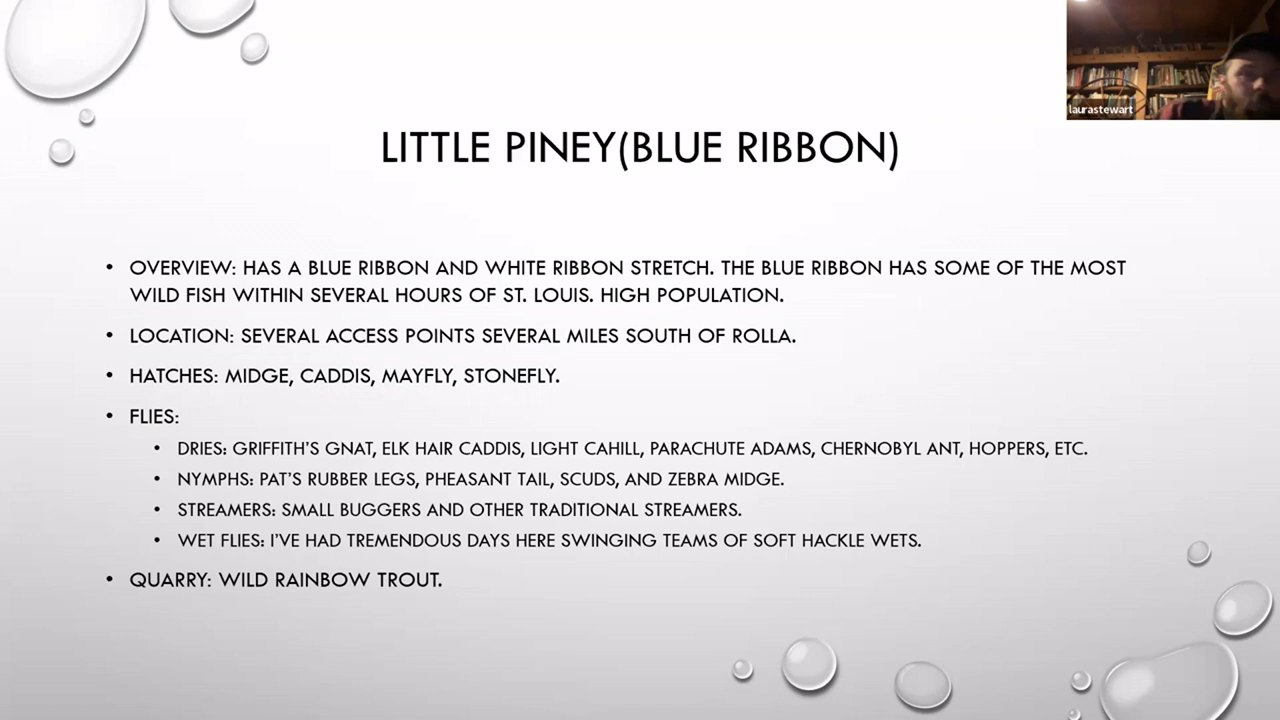 laurastewart
LITTLE PINEY(BLUE RIBBON)
• OVERVIEW: HAS A BLUE RIBBON AND WHITE RIBBON STRETCH. THE BLUE RIBBON HAS SOME OF THE MOST
WILD FISH WITHIN SEVERAL HOURS OF ST. LOUIS. HIGH POPULATION.
• LOCATION: SEVERAL ACCESS POINTS SEVERAL MILES SOUTH OF ROLLA.
• HATCHES: MIDGE, CADDIS, MAYFLY, STONEFLY.
• FLIES:
• DRIES: GRIFFITH'S GNAT, ELK HAIR CADDIS, LIGHT CAHILL, PARACHUTE ADAMS, CHERNOBYL ANT, HOPPERS, ETC.
• NYMPHS: PAT'S RUBBER LEGS, PHEASANT TAIL, SCUDS, AND ZEBRA MIDGE.
• STREAMERS: SMALL BUGGERS AND OTHER TRADITIONAL STREAMERS.
• WET FLIES: I'VE HAD TREMENDOUS DAYS HERE SWINGING TEAMS OF SOFT HACKLE WETS.
• QUARRY: WILD RAINBOW TROUT.